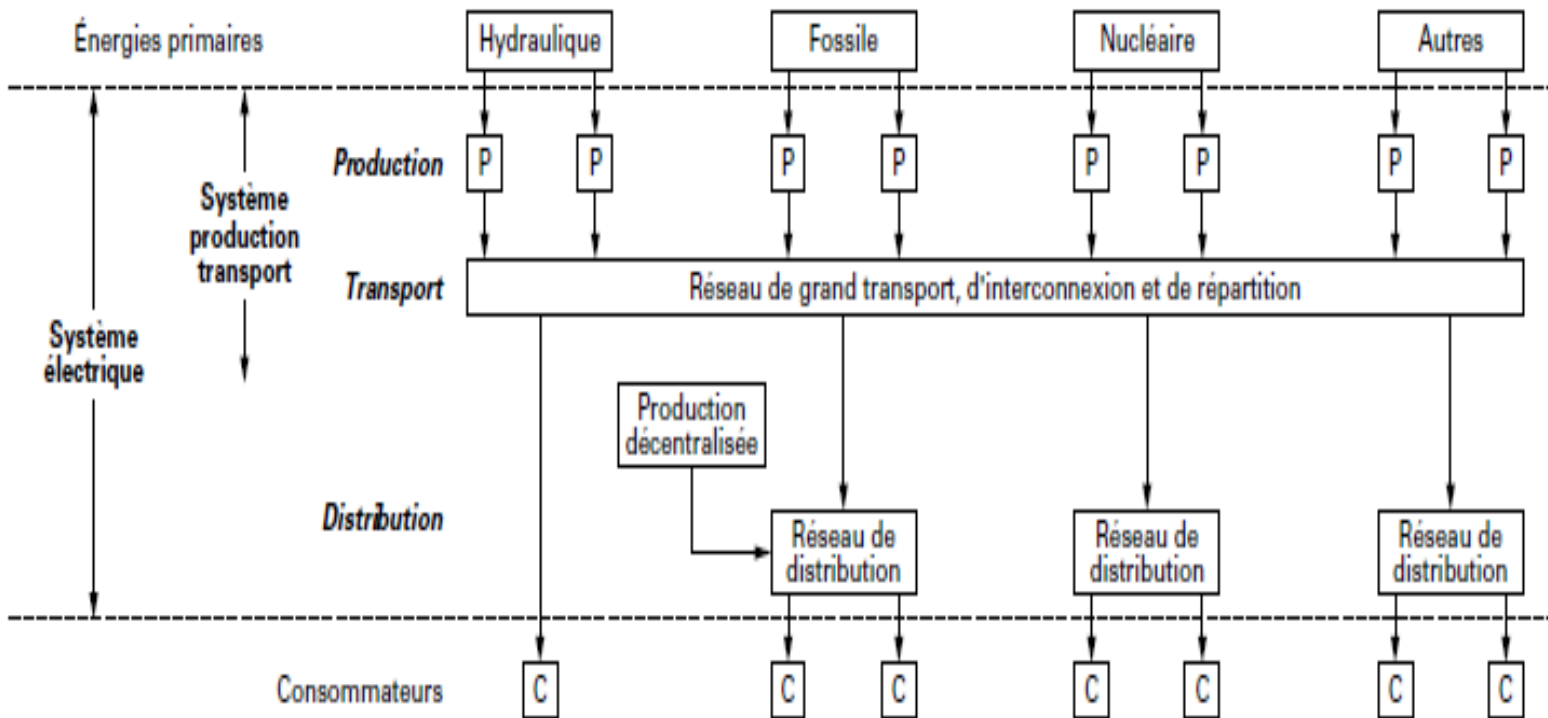 Énergies primaires
Hydraulique
Fossile
Nucléaire
Autres
Production
P
P
P
P
P
P
P
P
Système
production
transport
Transport
Réseau de grand transport, d'interconnexion et de répartition
Système
électrique
Production
décentralisée
Distribution
Réseau de
distribution
Réseau de
distribution
Réseau de
distribution
Consommateurs
C
C
C
C
C
C
C